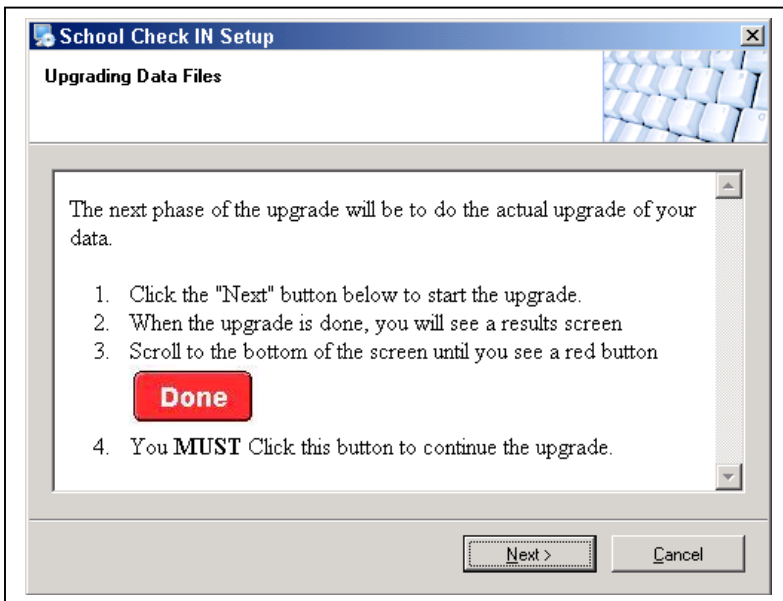 School Check IN Setup
Upgrading Data Files
The next phase of the upgrade will be to do the actual upgrade of your
data.
1. Click the "Next" button below to start the upgrade.
2. When the upgrade is done, you will see a results screen
3. Scroll to the bottom of the screen until you see a red button
Done
4. You MUST Click this button to continue the upgrade.
Next > Cancel